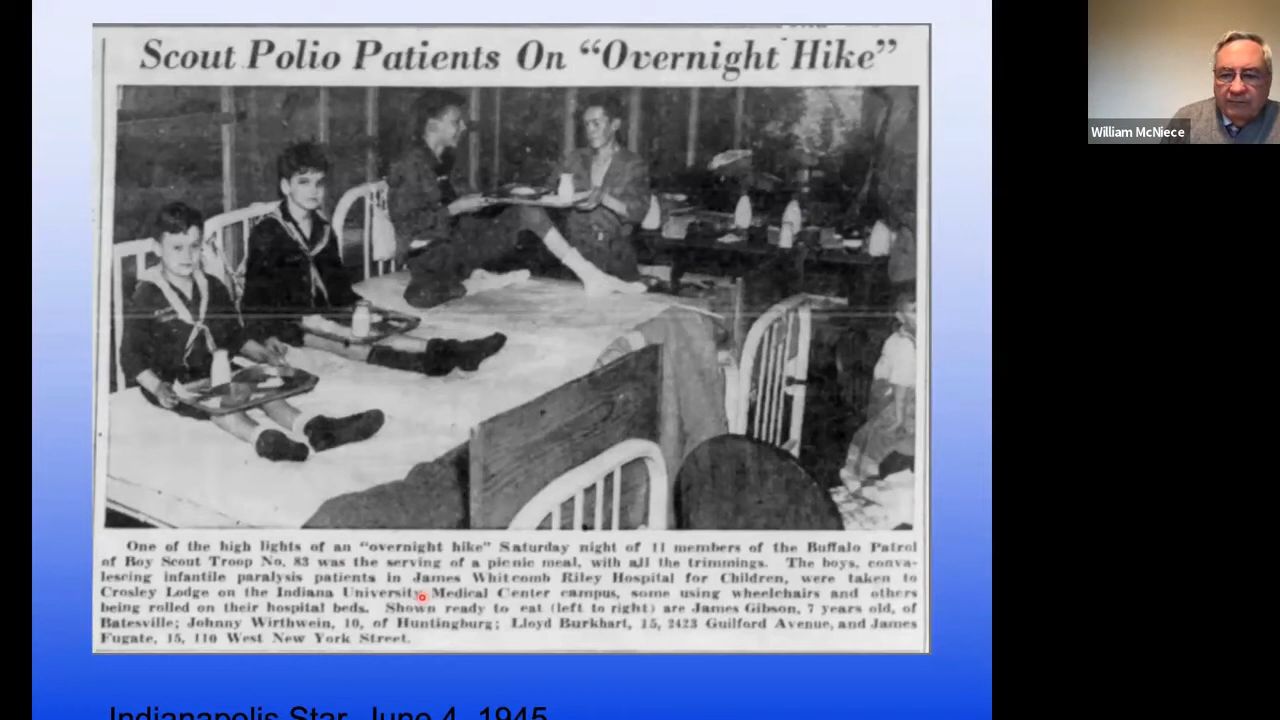 Scout Polio Patients On “Overnight Hike”
William McNiece
One of the high lights of an “overnight hike” Saturday night of 11 members of the Buffalo Patrol
of Boy Scout Troop No. 83 was the serving of a picnic meal, with all the trimmings. The boys, conva-
lescing infantile paralysis patients in James Whitcomb Riley Hospital for Children, were taken to
Crosley Lodge on the Indiana University Medical Center campus, some using wheelchairs and others
being rolled on their hospital beds. Shown ready to eat (left to right) are James Gibson, 7 years old, of
Batesville; Johnny Wirthwein, 10, of Huntingburg; Lloyd Burkhart, 15, 2423 Guilford Avenue, and James
Fugate, 15, 110 West New York Street.
Indianapolis Star, June 4, 1945